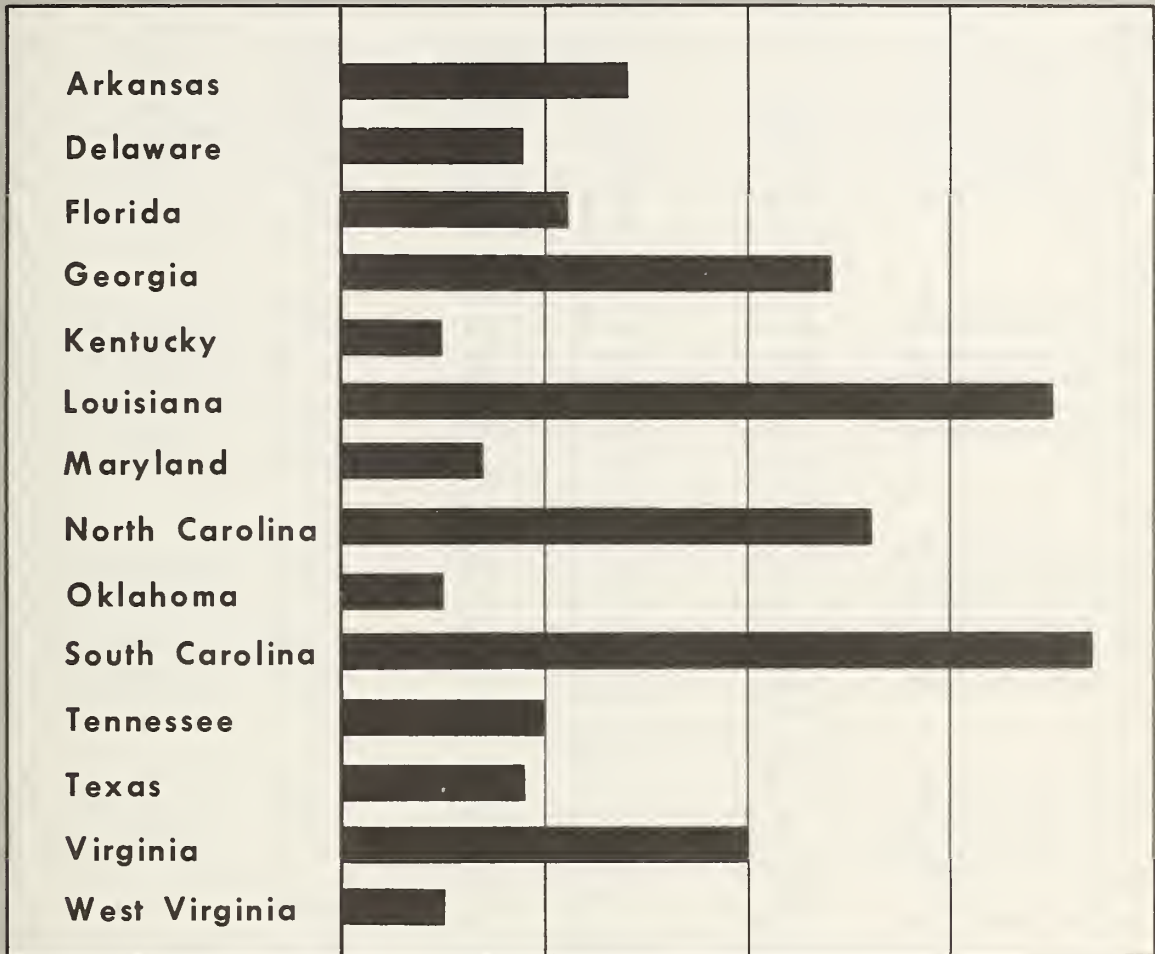 Arkansas
Delaware
Florida
Georgia
Kentucky
Louisiana
Maryland
North Carolina
Oklahoma
South Carolina
Tennessee
Texas
Virginia
West Virginia